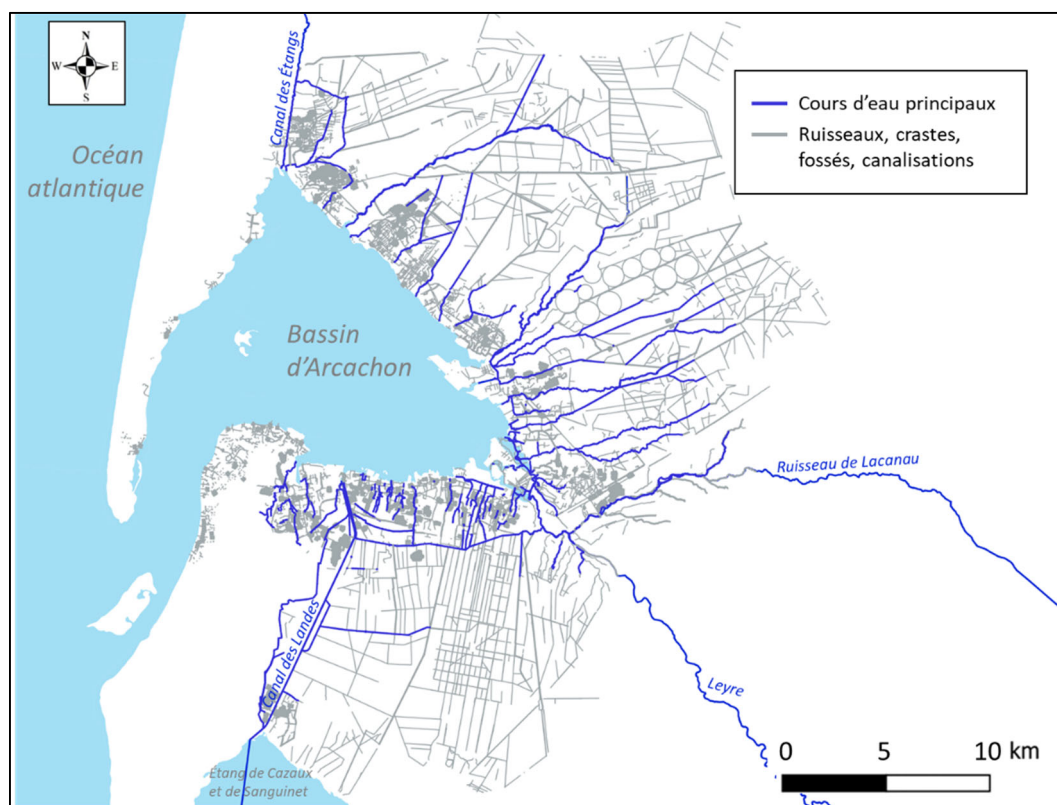 N
W E
S
Canal des Étangs
Cours d'eau principaux
Ruisseaux, crastes,
fossés, canalisations
Océan
atlantique
Bassin
d'Arcachon
Ruisseau de Lacanau
Canal des Landes
Leyre
0 5 10 km
Étang de Cazaux
et de Sanguinet